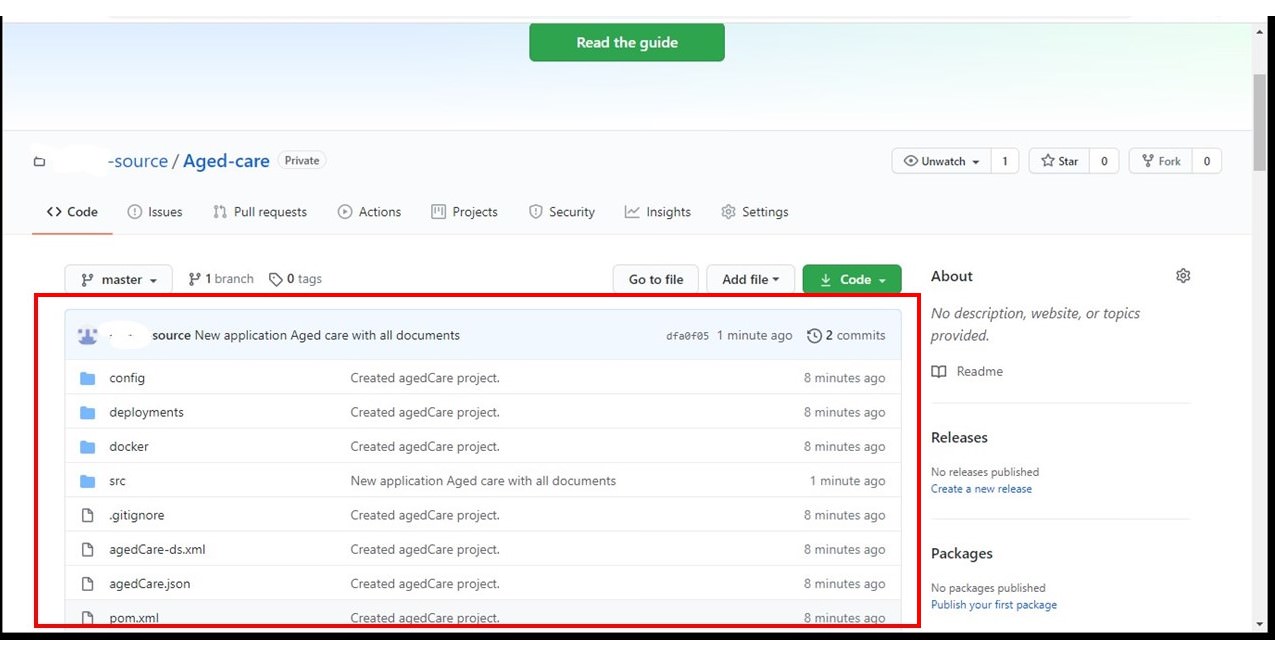 Read the guide
-source / Aged-care Private
Unwatch 1 Star 0 Fork 0
Code Issues Pull requests Actions Projects Security Insights Settings
master 1 branch 0 tags Go to file Add file Code
source New application Aged care with all documents dfa0f05 1 minute ago 2 commits
config Created agedCare project. 8 minutes ago
deployments Created agedCare project. 8 minutes ago
docker Created agedCare project. 8 minutes ago
src New application Aged care with all documents 1 minute ago
.gitignore Created agedCare project. 8 minutes ago
agedCare-ds.xml Created agedCare project. 8 minutes ago
agedCare.json Created agedCare project. 8 minutes ago
pom.xml Created agedCare project. 8 minutes ago
About
No description, website, or topics
provided.
Readme
Releases
No releases published
Create a new release
Packages
No packages published
Publish your first package